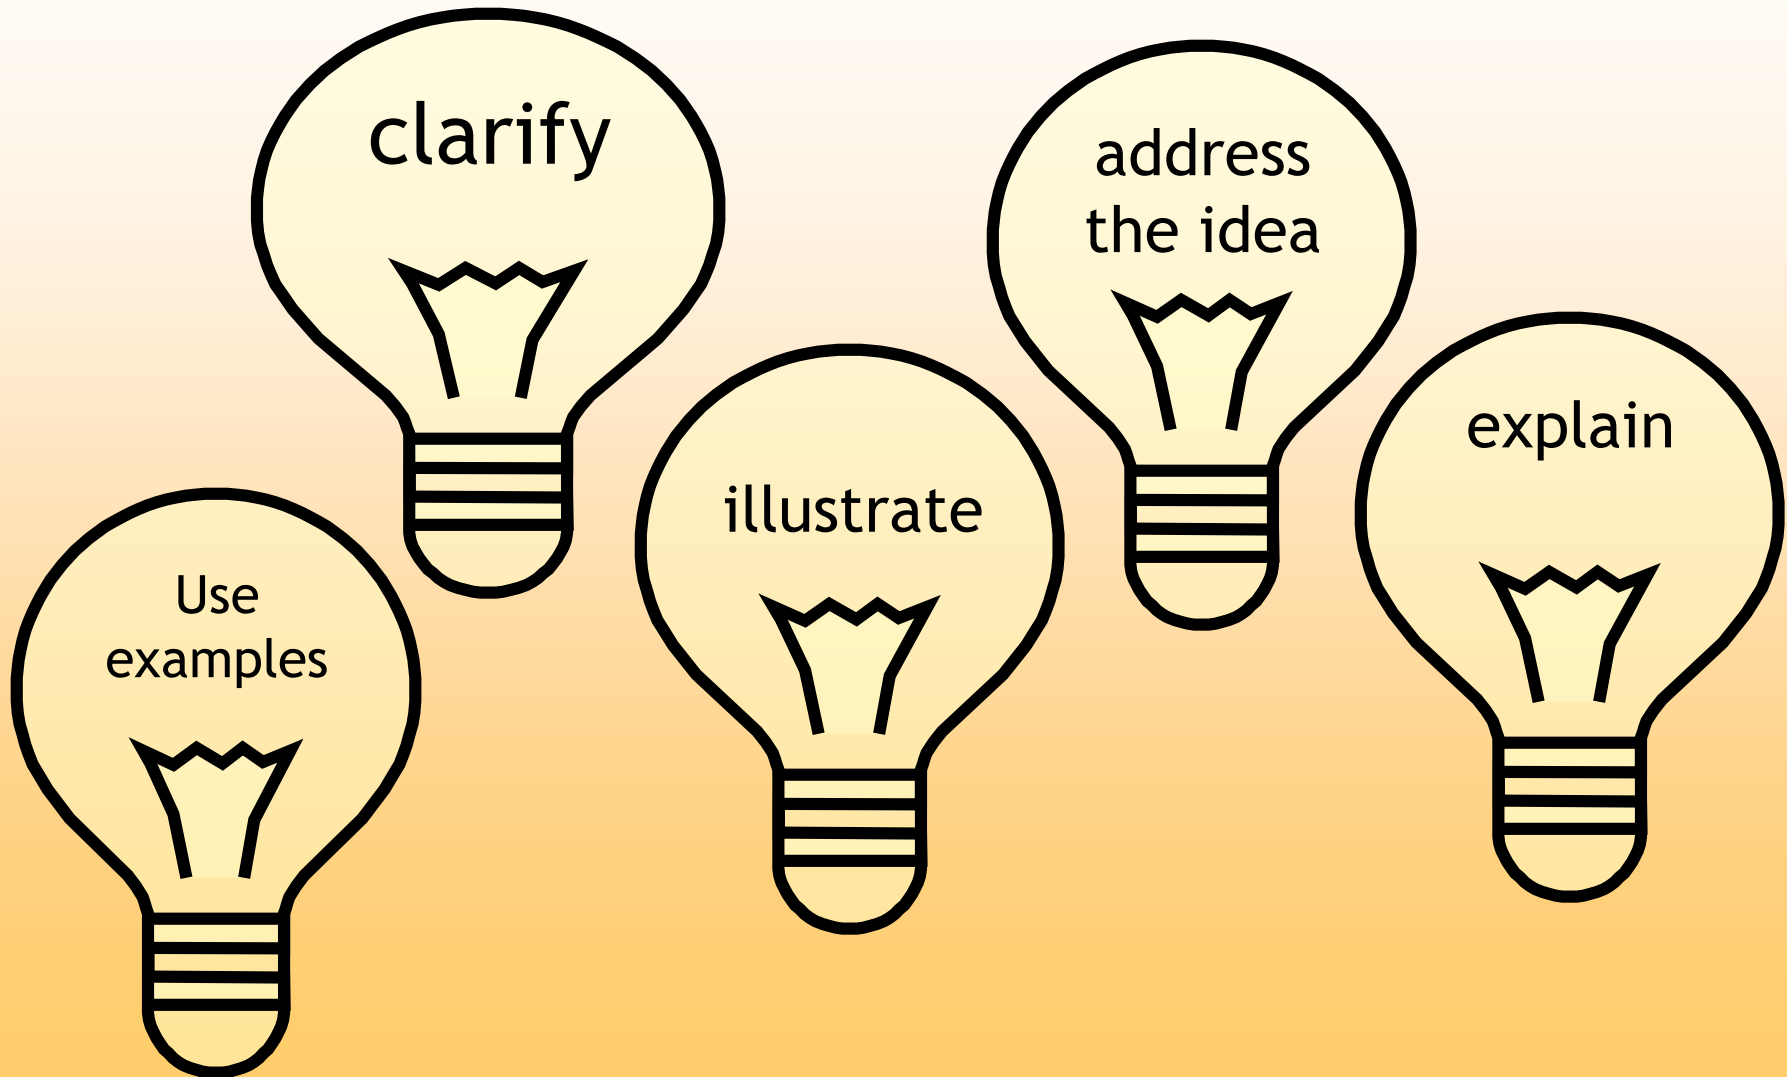 clarify
address
the idea
explain
illustrate
Use
examples